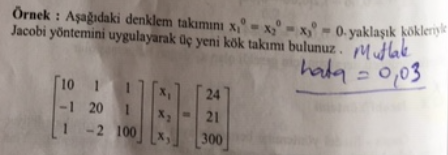 Örnek : Aşağıdaki denklem takımını x₁⁰ = x₂⁰ = x₃⁰ = 0 yaklaşık kökleriyle
Jacobi yöntemini uygulayarak üç yeni kök takımı bulunuz . Mutlak
hata = 0,03
[10 1 1] [x₁] [24]
[-1 20 1] [x₂] = [21]
[1 -2 100] [x₃] [300]